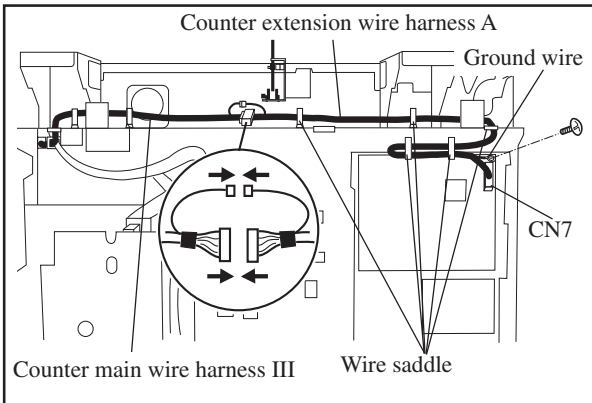 Counter extension wire harness A
Ground wire
CN7
Counter main wire harness III
Wire saddle